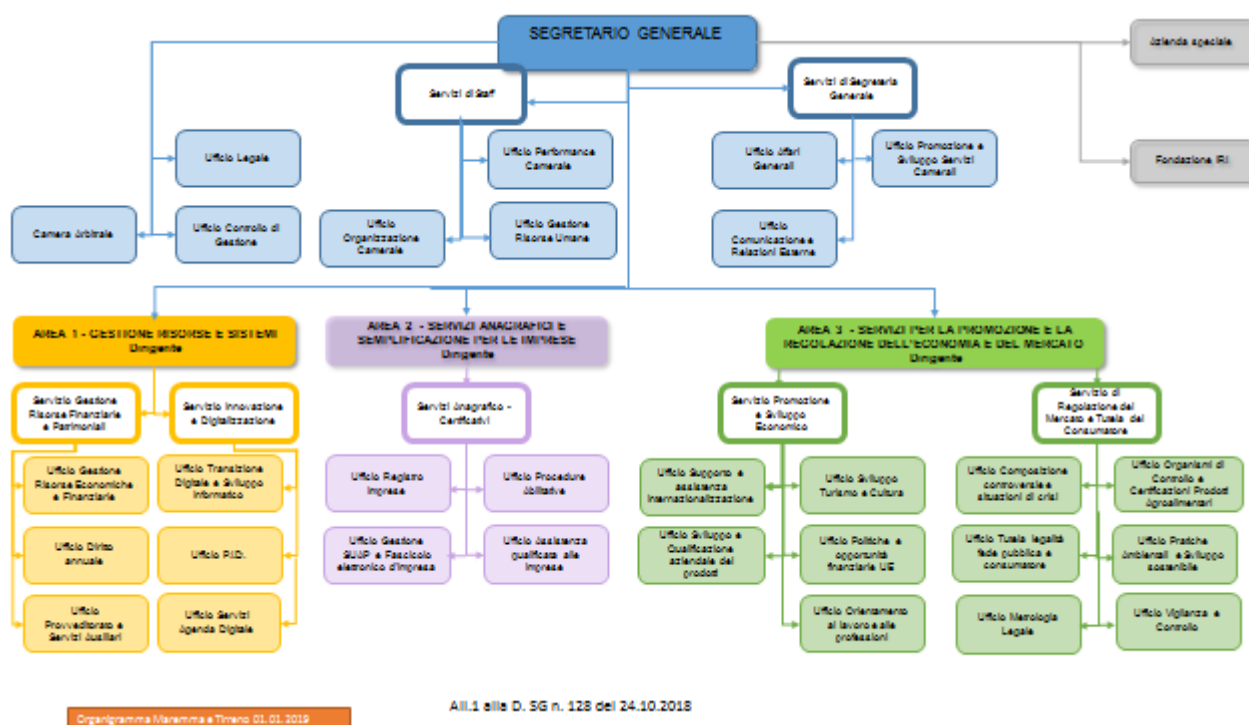 SEGRETARIO GENERALE
Azienda speciale
Servizi di Staff
Servizi di Segreteria
Generale
Ufficio Legale
Ufficio Performance
Camerale
Ufficio Affari
Generali
Ufficio Promozione e
Sviluppo Servizi
Camerali
Fondazione IRI.
Camera Arbitrale
Ufficio Controllo di
Gestione
Ufficio
Organizzazione
Camerale
Ufficio Gestione
Risorse Umane
Ufficio
Comunicazione e
Relazioni Esterne
AREA 1 - GESTIONE RISORSE E SISTEMI
Dirigente
AREA 2 - SERVIZI ANAGRAFICI E
SEMPLIFICAZIONE PER LE IMPRESE
Dirigente
AREA 3 - SERVIZI PER LA PROMOZIONE E LA
REGOLAZIONE DELL'ECONOMIA E DEL MERCATO
Dirigente
Servizio Gestione
Risorse Finanziarie
e Patrimoniali
Servizio Innovazione
e Digitalizzazione
Servizi Anagrafico -
Certificativi
Servizio Promozione
e Sviluppo
Economico
Servizio di
Regolazione del
Mercato e Tutela del
Consumatore
Ufficio Gestione
Risorse Economiche
e Finanziarie
Ufficio Transizione
Digitale e Sviluppo
Informatico
Ufficio Registro
Imprese
Ufficio Procedure
Abilitative
Ufficio Supporto e
assistenza
internazionalizzazione
Ufficio Sviluppo
Turismo e Cultura
Ufficio Composizione
controversie e
situazioni di crisi
Ufficio Organismi di
Controllo e
Certificazioni Prodotti
Agroalimentari
Ufficio Diritto
annuale
Ufficio P.I.D.
Ufficio Gestione
SUAP e Fascicolo
elettronico d'impresa
Ufficio Assistenza
qualificata alle
imprese
Ufficio Sviluppo e
Qualificazione
aziendale dei
prodotti
Ufficio Politiche e
opportunità
finanziarie UE
Ufficio Tutela legalità
fede pubblica e
consumatore
Ufficio Pratiche
Ambientali e Sviluppo
sostenibile
Ufficio
Provveditorato e
Servizi Ausiliari
Ufficio Servizi
Agenda Digitale
Ufficio Orientamento
al lavoro e alle
professioni
Ufficio Metrologia
Legale
Ufficio Vigilanza e
Controllo
All.1 alla D. SG n. 128 del 24.10.2018
Organigramma Maremma e Tirreno 01.01.2019